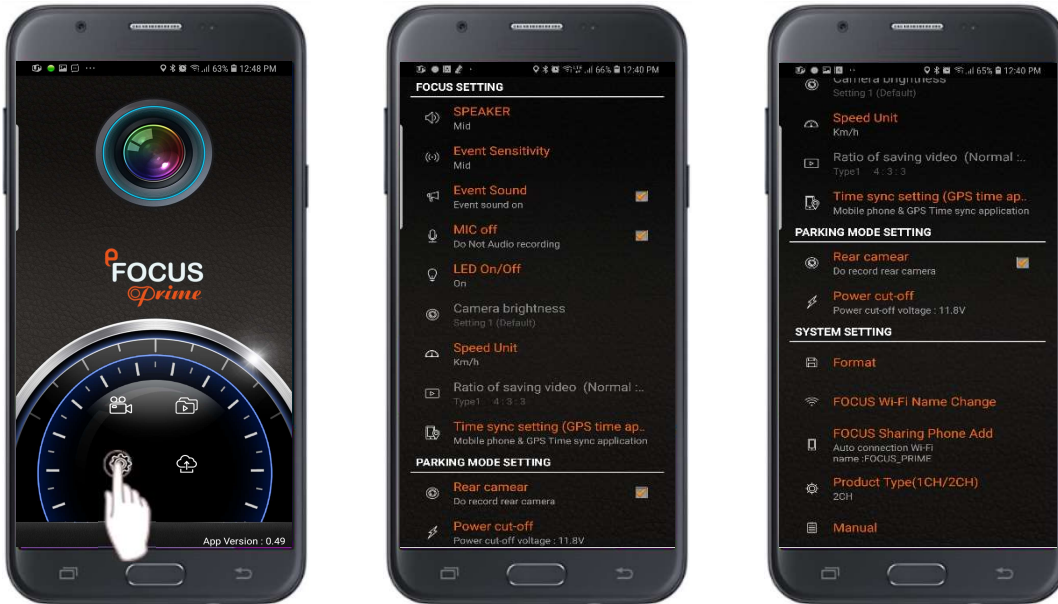 63% 12:48 PM
e
FOCUS
Prime
App Version : 0.49
66% 12:40 PM
FOCUS SETTING
SPEAKER
Mid
Event Sensitivity
Mid
Event Sound
Event sound on
MIC off
Do Not Audio recording
LED On/Off
On
Camera brightness
Setting 1 (Default)
Speed Unit
Km/h
Ratio of saving video (Normal :..
Type1 4 : 3 : 3
Time sync setting (GPS time ap..
Mobile phone & GPS Time sync application
PARKING MODE SETTING
Rear camear
Do record rear camera
Power cut-off
Power cut-off voltage : 11.8V
65% 12:40 PM
Camera brightness
Setting 1 (Default)
Speed Unit
Km/h
Ratio of saving video (Normal :..
Type1 4 : 3 : 3
Time sync setting (GPS time ap..
Mobile phone & GPS Time sync application
PARKING MODE SETTING
Rear camear
Do record rear camera
Power cut-off
Power cut-off voltage : 11.8V
SYSTEM SETTING
Format
FOCUS Wi-Fi Name Change
FOCUS Sharing Phone Add
Auto connection Wi-Fi
name :FOCUS_PRIME
Product Type(1CH/2CH)
2CH
Manual